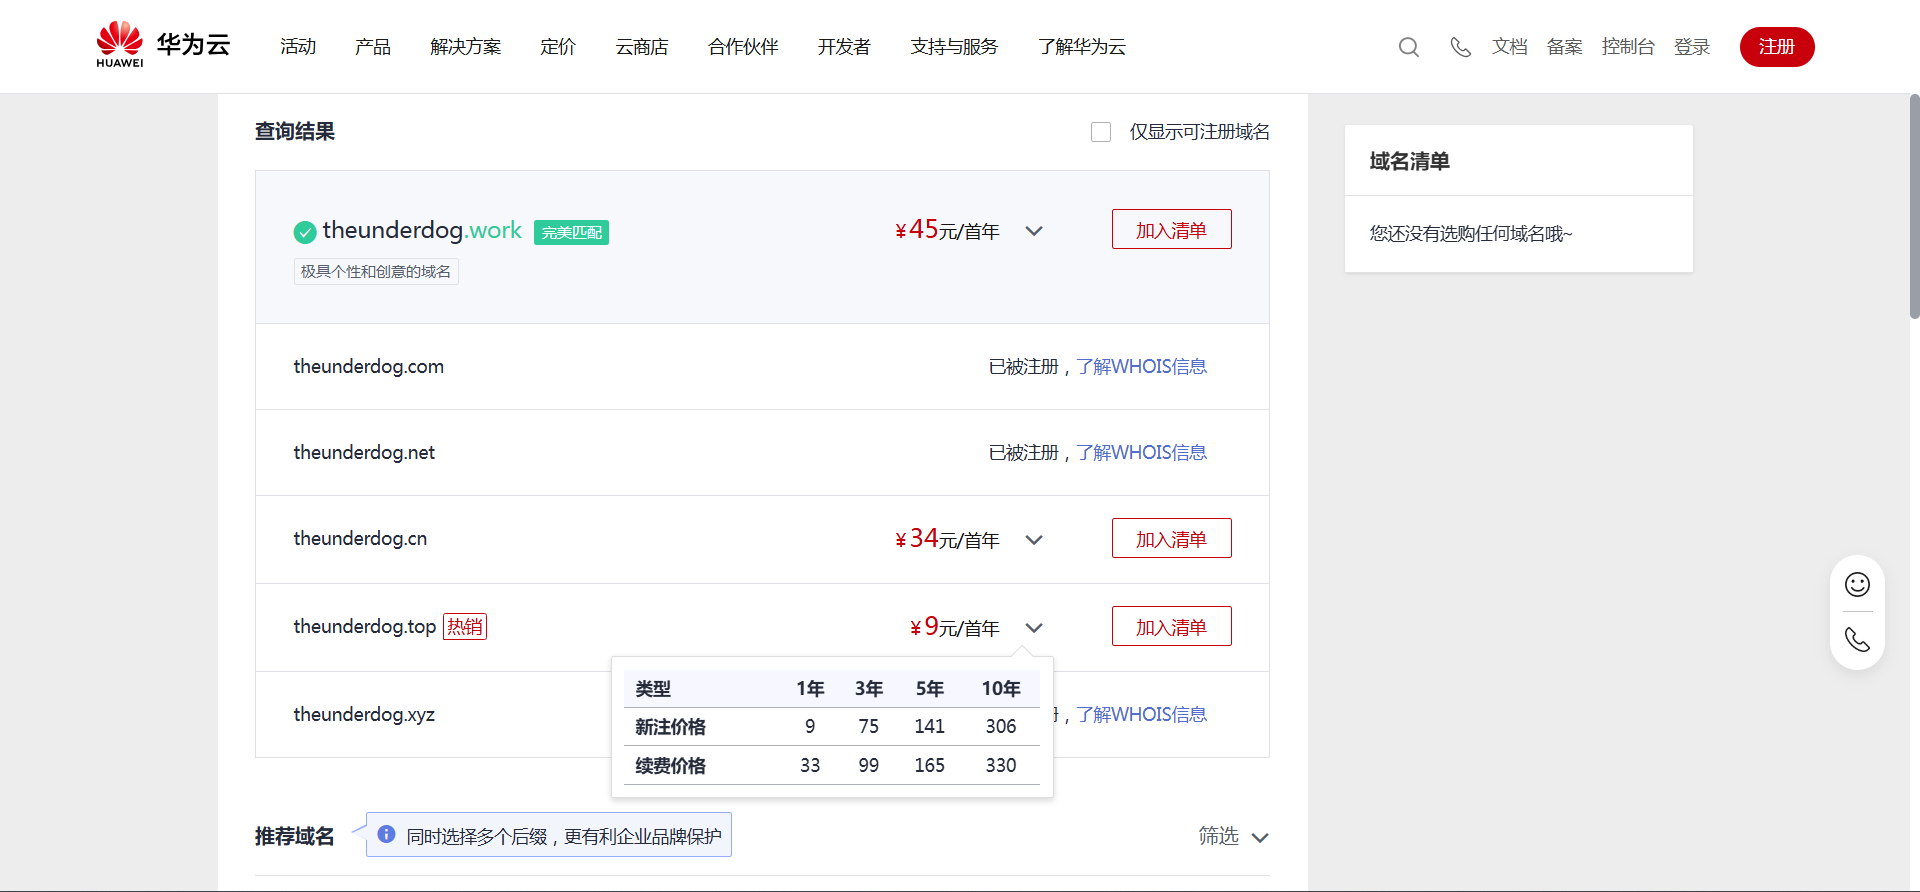 HUAWEI
华为云
活动 产品 解决方案 定价 云商店 合作伙伴 开发者 支持与服务 了解华为云
文档 备案 控制台 登录 注册
查询结果
仅显示可注册域名
theunderdog.work 完美匹配
¥45元/首年
加入清单
极具个性和创意的域名
theunderdog.com
已被注册，了解WHOIS信息
theunderdog.net
已被注册，了解WHOIS信息
theunderdog.cn
¥34元/首年
加入清单
theunderdog.top 热销
¥9元/首年
加入清单
类型 1年 3年 5年 10年
新注价格 9 75 141 306
续费价格 33 99 165 330
theunderdog.xyz
，了解WHOIS信息
推荐域名
同时选择多个后缀，更有利企业品牌保护
筛选
域名清单
您还没有选购任何域名哦~